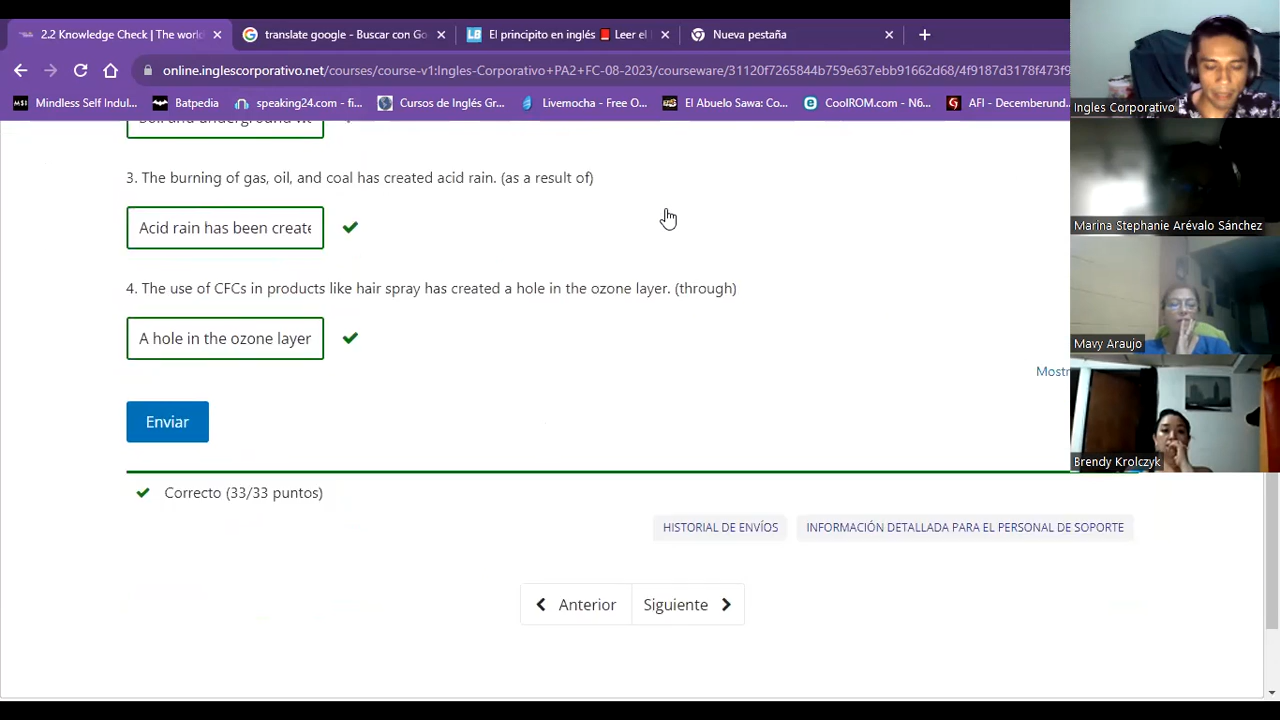 2.2 Knowledge Check | The world
translate google - Buscar con Go
El principito en inglés 📕 Leer el
Nueva pestaña
online.inglescorporativo.net/courses/course-v1:Ingles-Corporativo+PA2+FC-08-2023/courseware/31120f7265844b759e637ebb91662d68/4f9187d3178f473f9
Mindless Self Indul...
Batpedia
speaking24.com - fi...
Cursos de Inglés Gr...
Livemocha - Free O...
El Abuelo Sawa: Co...
CoolROM.com - N6...
AFI - Decemberund...
Soil and underground w
3. The burning of gas, oil, and coal has created acid rain. (as a result of)
Acid rain has been create
4. The use of CFCs in products like hair spray has created a hole in the ozone layer. (through)
A hole in the ozone layer
Mostr
Enviar
Correcto (33/33 puntos)
HISTORIAL DE ENVÍOS
INFORMACIÓN DETALLADA PARA EL PERSONAL DE SOPORTE
Anterior
Siguiente
Ingles Corporativo
Marina Stephanie Arévalo Sánchez
Mavy Araujo
Brendy Krolczyk